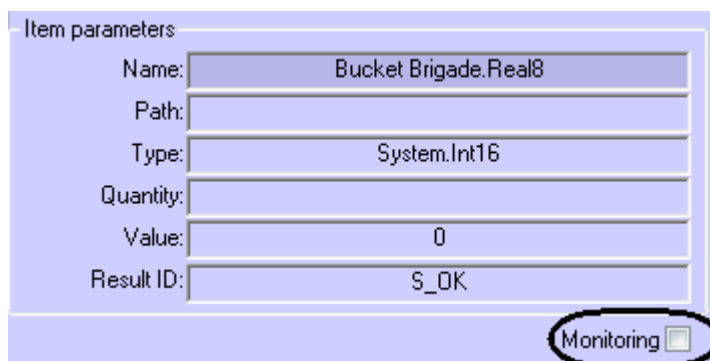 Item parameters
Name: Bucket Brigade.Real8
Path:
Type: System.Int16
Quantity:
Value: 0
Result ID: S_OK
Monitoring